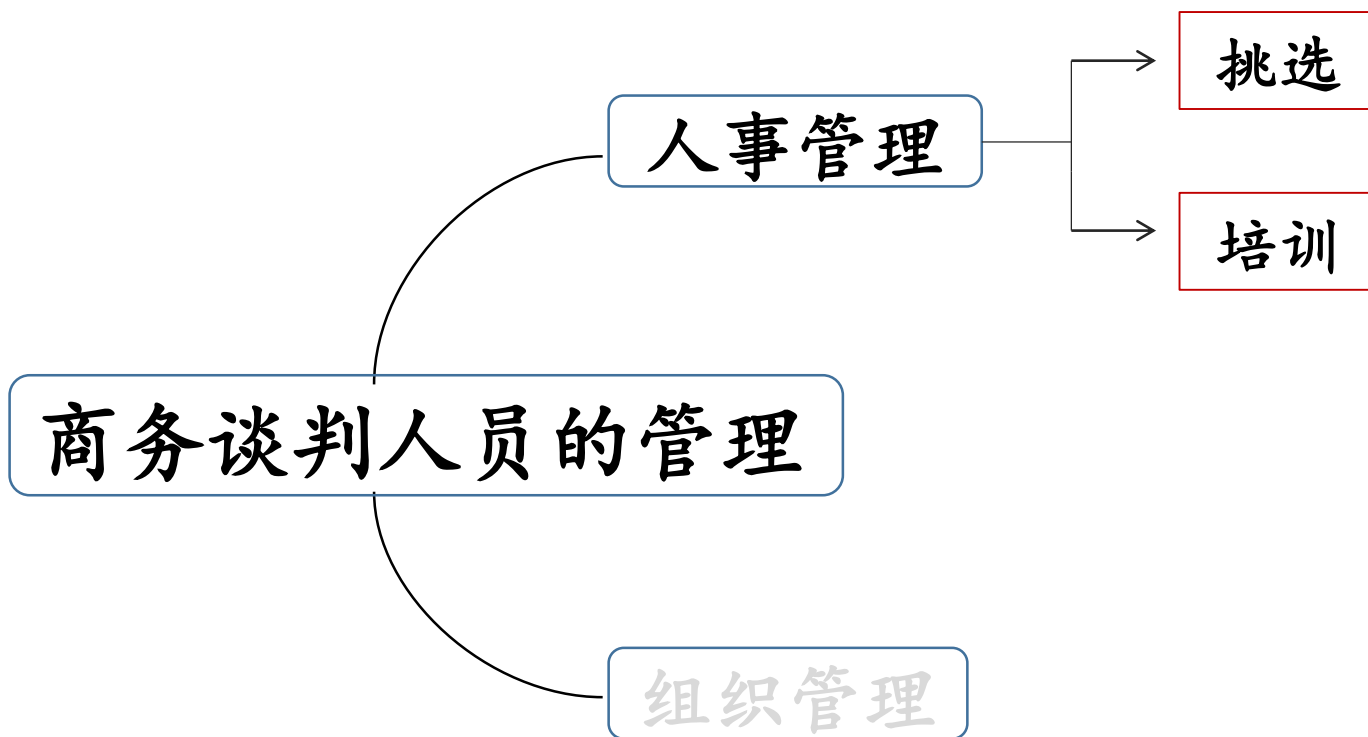 挑选
人事管理
培训
商务谈判人员的管理
组织管理